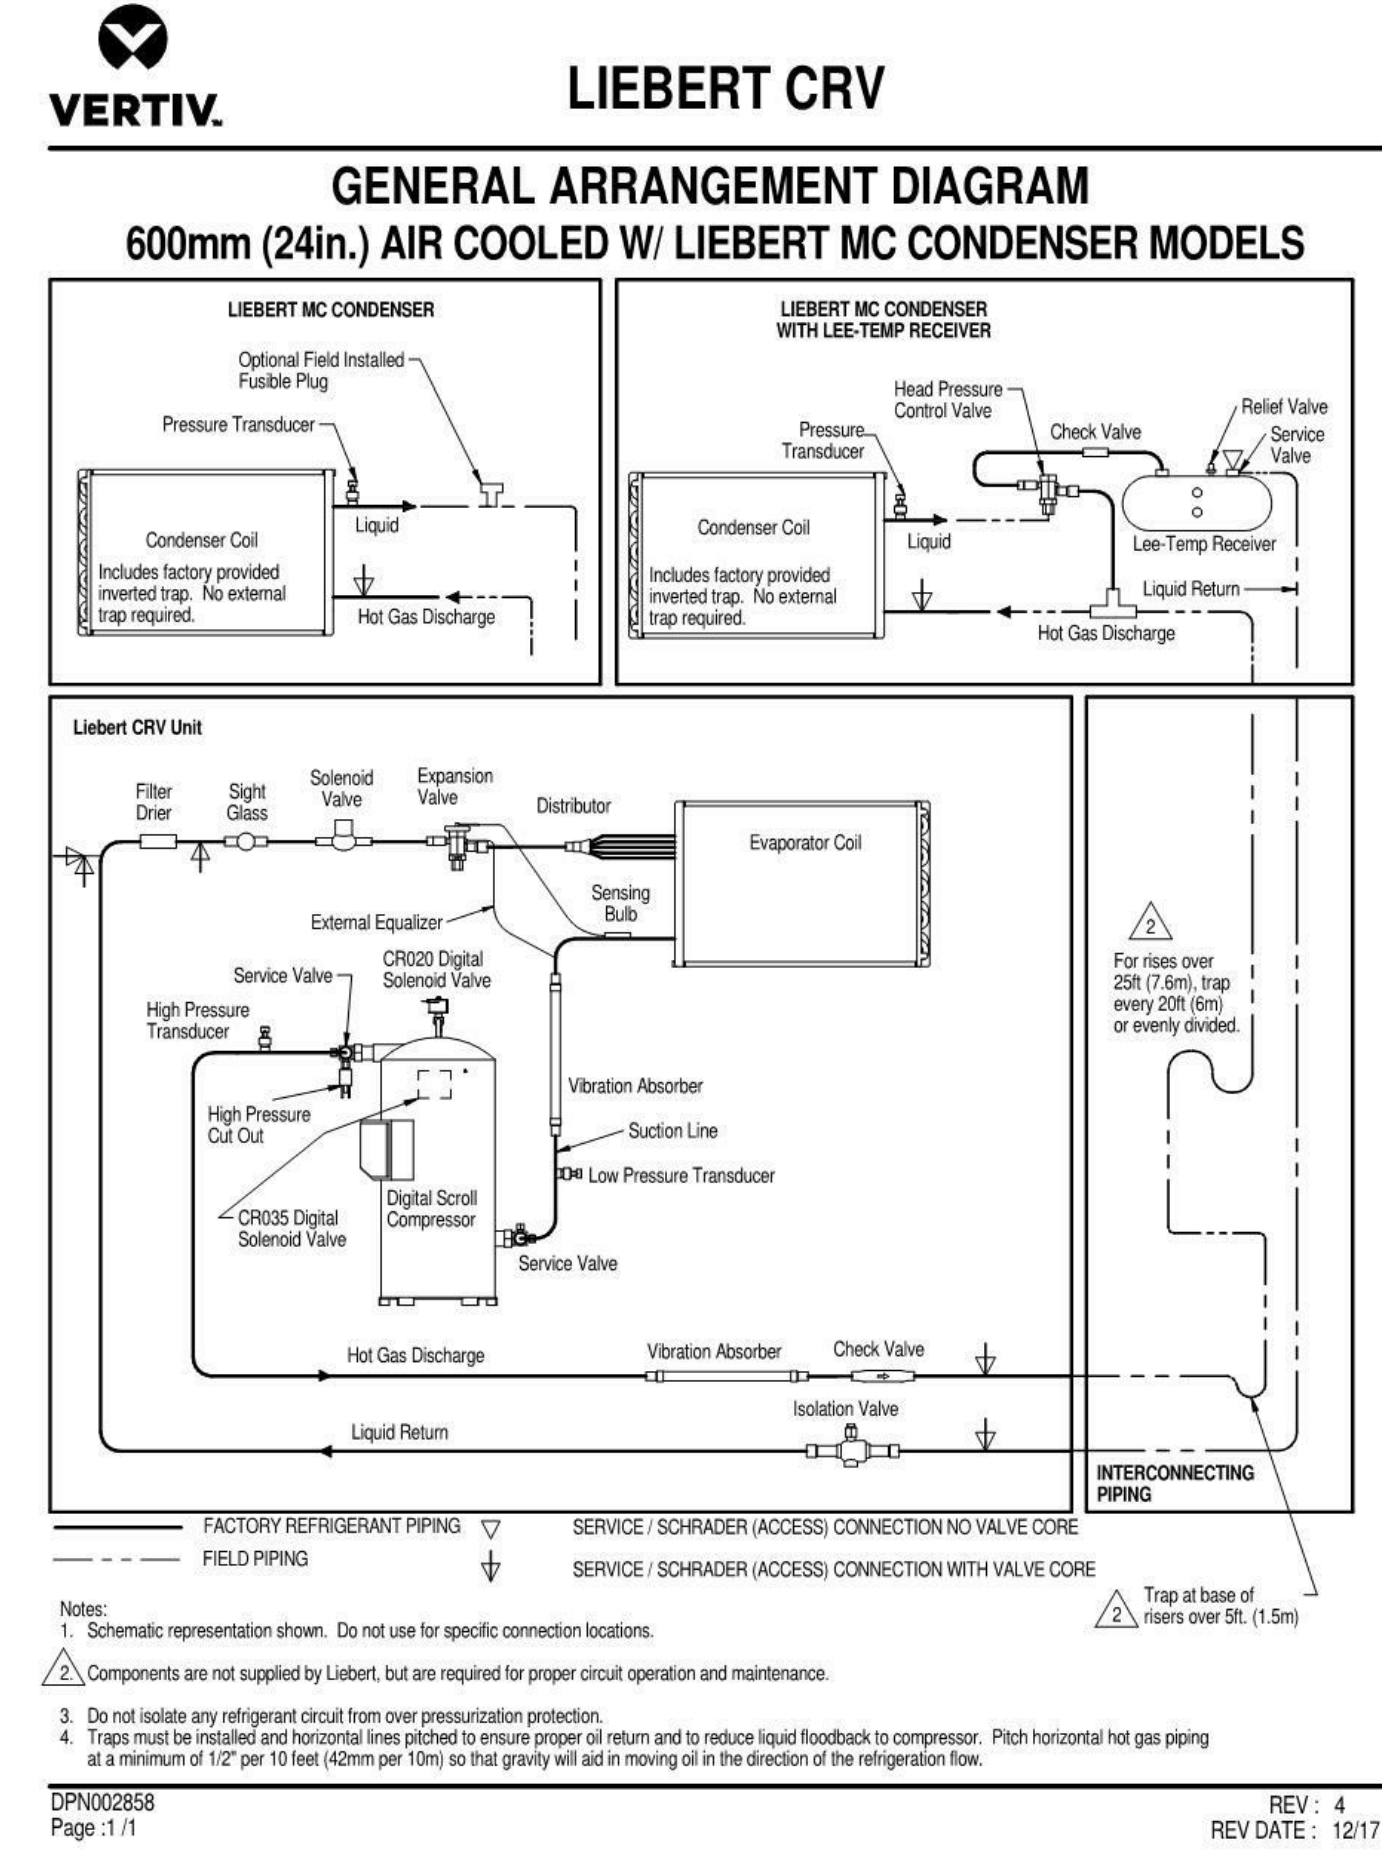 VERTIV™
LIEBERT CRV
GENERAL ARRANGEMENT DIAGRAM
600mm (24in.) AIR COOLED W/ LIEBERT MC CONDENSER MODELS
LIEBERT MC CONDENSER
Optional Field Installed
Fusible Plug
Pressure Transducer
Liquid
Condenser Coil
Includes factory provided
inverted trap. No external
trap required.
Hot Gas Discharge
LIEBERT MC CONDENSER
WITH LEE-TEMP RECEIVER
Head Pressure
Control Valve
Pressure
Transducer
Check Valve
Relief Valve
Service
Valve
Condenser Coil
Liquid
Lee-Temp Receiver
Includes factory provided
inverted trap. No external
trap required.
Liquid Return
Hot Gas Discharge
Liebert CRV Unit
Filter
Drier
Sight
Glass
Solenoid
Valve
Expansion
Valve
Distributor
Evaporator Coil
Sensing
Bulb
External Equalizer
CR020 Digital
Solenoid Valve
Service Valve
High Pressure
Transducer
Vibration Absorber
High Pressure
Cut Out
Suction Line
Low Pressure Transducer
Digital Scroll
Compressor
CR035 Digital
Solenoid Valve
Service Valve
Hot Gas Discharge
Vibration Absorber
Check Valve
Isolation Valve
Liquid Return
2
For rises over
25ft (7.6m), trap
every 20ft (6m)
or evenly divided.
INTERCONNECTING
PIPING
FACTORY REFRIGERANT PIPING
SERVICE / SCHRADER (ACCESS) CONNECTION NO VALVE CORE
FIELD PIPING
SERVICE / SCHRADER (ACCESS) CONNECTION WITH VALVE CORE
2
Trap at base of
risers over 5ft. (1.5m)
Notes:
1. Schematic representation shown. Do not use for specific connection locations.
2. Components are not supplied by Liebert, but are required for proper circuit operation and maintenance.
3. Do not isolate any refrigerant circuit from over pressurization protection.
4. Traps must be installed and horizontal lines pitched to ensure proper oil return and to reduce liquid floodback to compressor. Pitch horizontal hot gas piping
at a minimum of 1/2" per 10 feet (42mm per 10m) so that gravity will aid in moving oil in the direction of the refrigeration flow.
DPN002858
Page :1 /1
REV : 4
REV DATE : 12/17